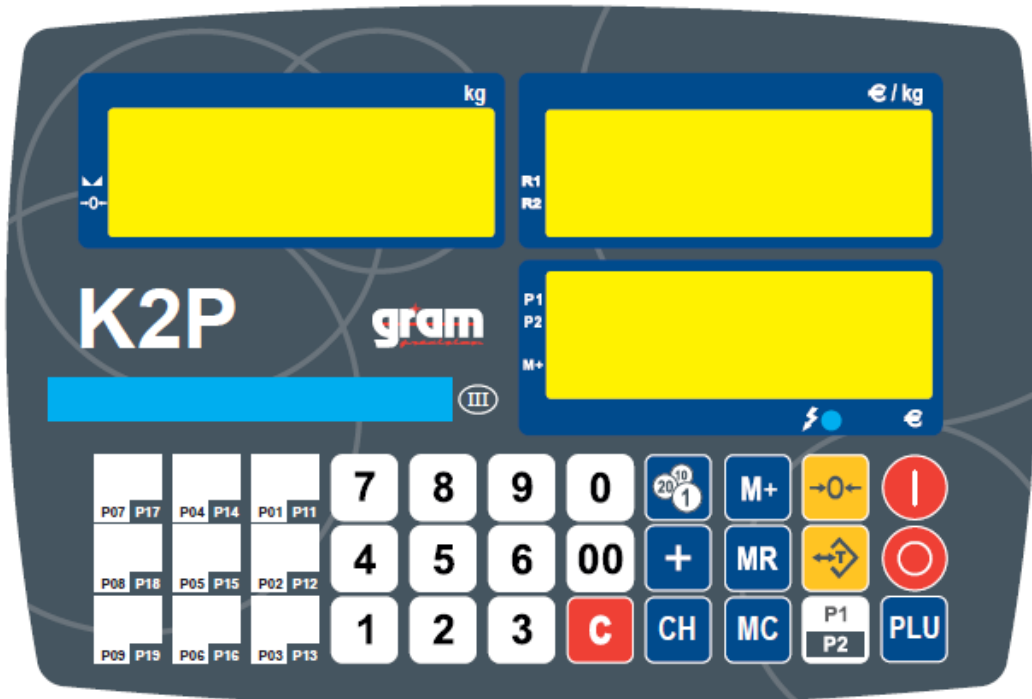 kg
€ / kg
→0←
R1
R2
K2P
gram
precision
P1
P2
M+
III
€
P07 P17 P04 P14 P01 P11 7 8 9 0 20 10 1 M+ →0←
P08 P18 P05 P15 P02 P12 4 5 6 00 + MR ↔T
P09 P19 P06 P16 P03 P13 1 2 3 C CH MC P1 P2 PLU